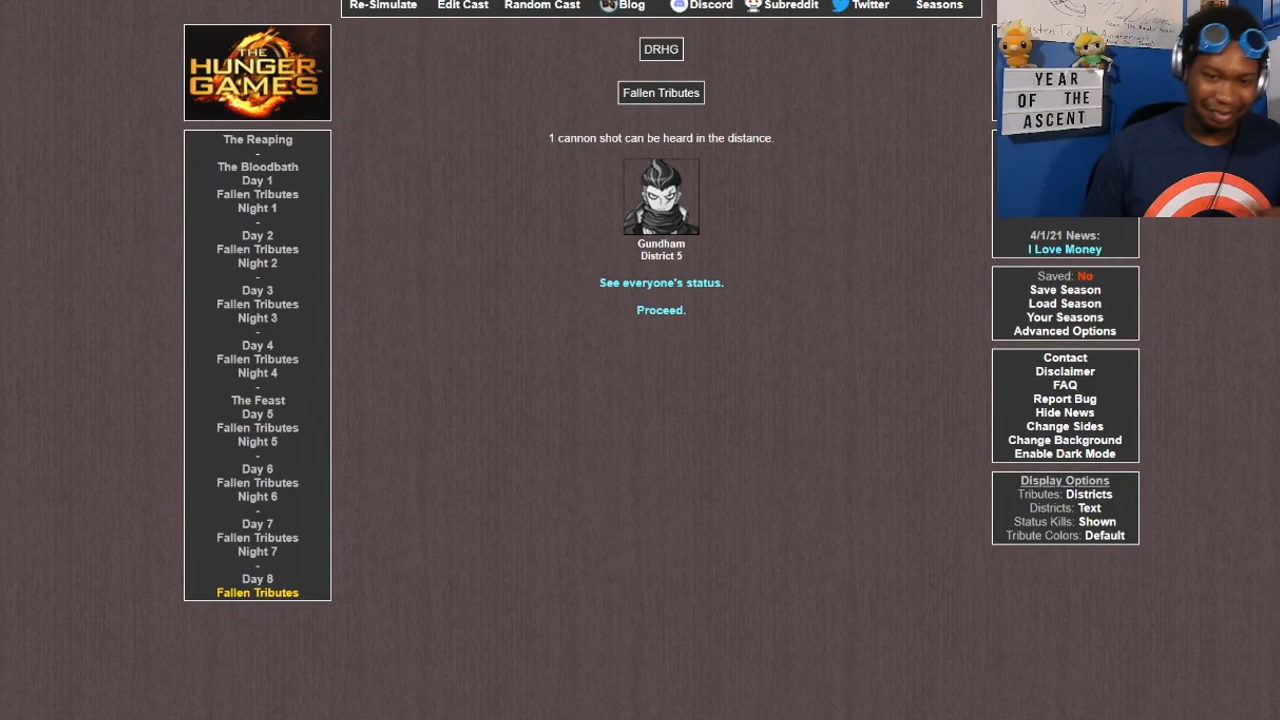 Re-Simulate Edit Cast Random Cast Blog Discord Subreddit Twitter Seasons
THE
HUNGER
GAMES
DRHG
Fallen Tributes
1 cannon shot can be heard in the distance.
Gundham
District 5
See everyone's status.
Proceed.
The Reaping
-
The Bloodbath
Day 1
Fallen Tributes
Night 1
-
Day 2
Fallen Tributes
Night 2
-
Day 3
Fallen Tributes
Night 3
-
Day 4
Fallen Tributes
Night 4
-
The Feast
Day 5
Fallen Tributes
Night 5
-
Day 6
Fallen Tributes
Night 6
-
Day 7
Fallen Tributes
Night 7
-
Day 8
Fallen Tributes
YEAR
OF THE
ASCENT
4/1/21 News:
I Love Money
Saved: No
Save Season
Load Season
Your Seasons
Advanced Options
Contact
Disclaimer
FAQ
Report Bug
Hide News
Change Sides
Change Background
Enable Dark Mode
Display Options
Tributes: Districts
Districts: Text
Status Kills: Shown
Tribute Colors: Default